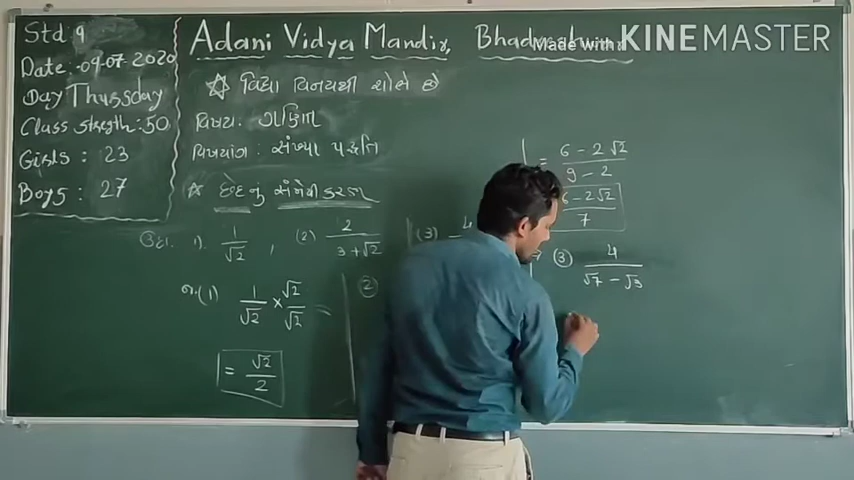 Std : 9
Date :- 09-07-2020
Day : Thursday
Class strength : 50
Girls : 23
Boys : 27
Adani Vidya Mandir, Bhadreshwar
Made With KINEMASTER
વિષય : ગણિત
વિષયાંગ : સંખ્યા પદ્ધતિ
* છેદનું સંમેયીકરણ
1). 1/√2 , (2) 2/(3+√2) (3) 4
(1) 1/√2 × √2/√2 =
= √2/2
②
= (6 - 2√2)/(9 - 2)
6 - 2√2/7
③ 4/(√7 - √3)